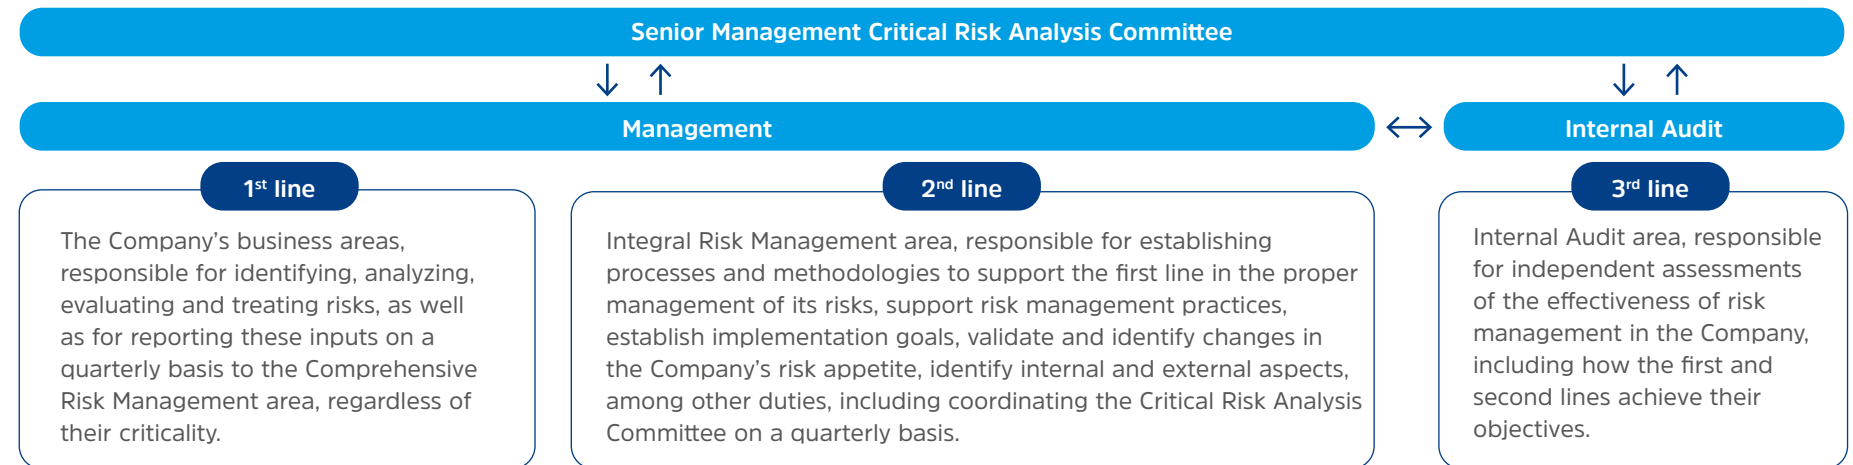 Senior Management Critical Risk Analysis Committee
Management
Internal Audit
1st line
The Company’s business areas,
responsible for identifying, analyzing,
evaluating and treating risks, as well
as for reporting these inputs on a
quarterly basis to the Comprehensive
Risk Management area, regardless of
their criticality.
2nd line
Integral Risk Management area, responsible for establishing
processes and methodologies to support the first line in the proper
management of its risks, support risk management practices,
establish implementation goals, validate and identify changes in
the Company’s risk appetite, identify internal and external aspects,
among other duties, including coordinating the Critical Risk Analysis
Committee on a quarterly basis.
3rd line
Internal Audit area, responsible
for independent assessments
of the effectiveness of risk
management in the Company,
including how the first and
second lines achieve their
objectives.